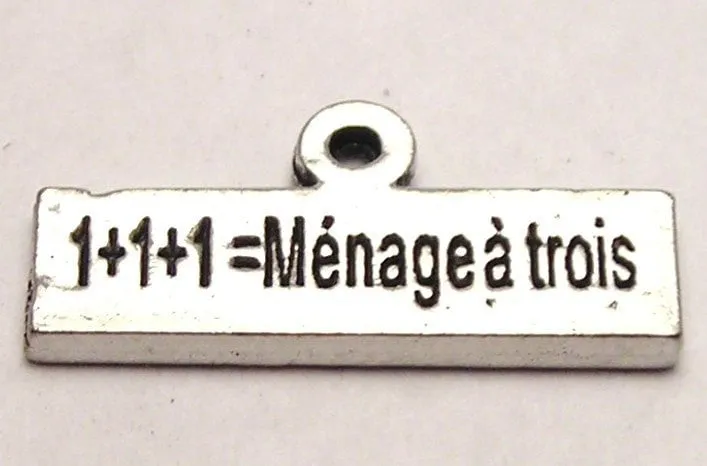 1+1+1=Ménage à trois